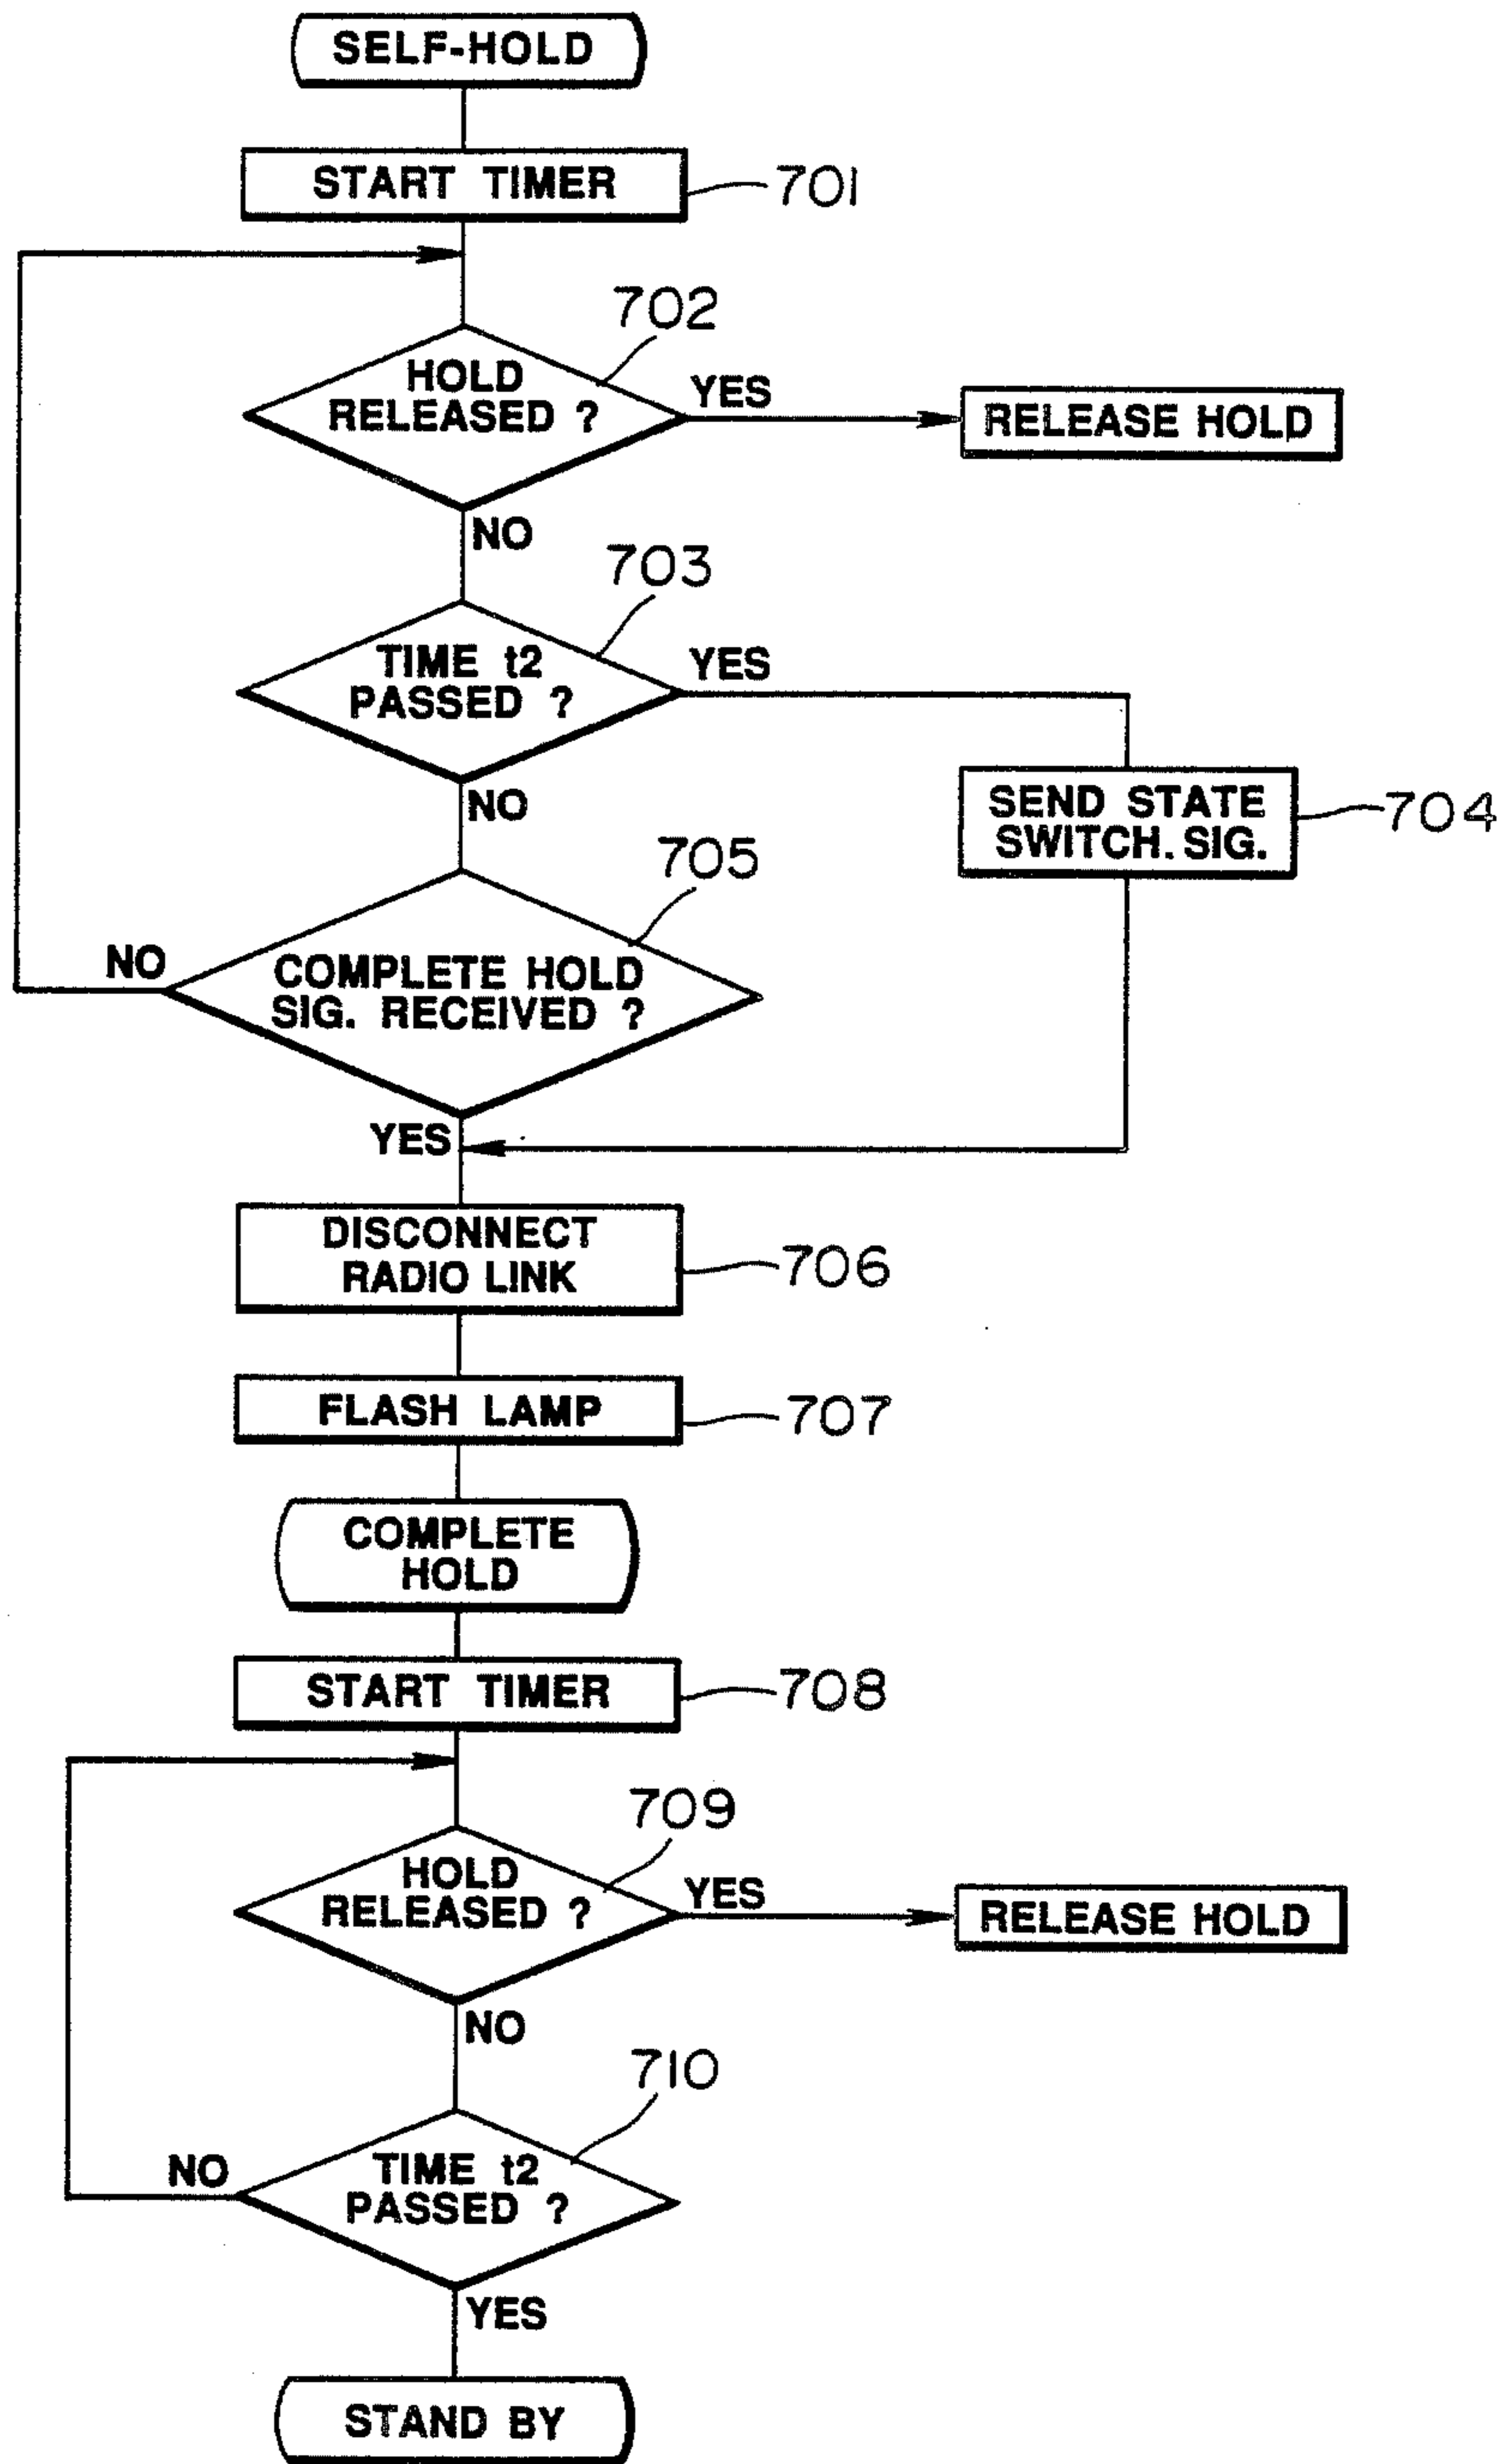 SELF-HOLD
START TIMER
701
702
HOLD
RELEASED ?
YES
RELEASE HOLD
NO
703
TIME t2
PASSED ?
YES
NO
SEND STATE
SWITCH. SIG.
704
705
NO
COMPLETE HOLD
SIG. RECEIVED ?
YES
DISCONNECT
RADIO LINK
706
FLASH LAMP
707
COMPLETE
HOLD
START TIMER
708
709
HOLD
RELEASED ?
YES
RELEASE HOLD
NO
710
NO
TIME t2
PASSED ?
YES
STAND BY